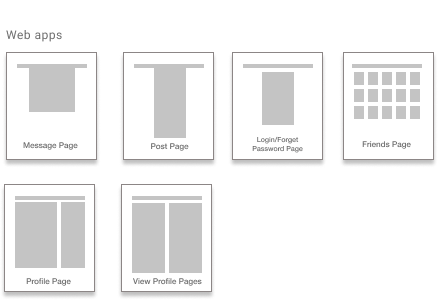 Web apps
Message Page
Post Page
Login/Forget
Password Page
Friends Page
Profile Page
View Profile Pages